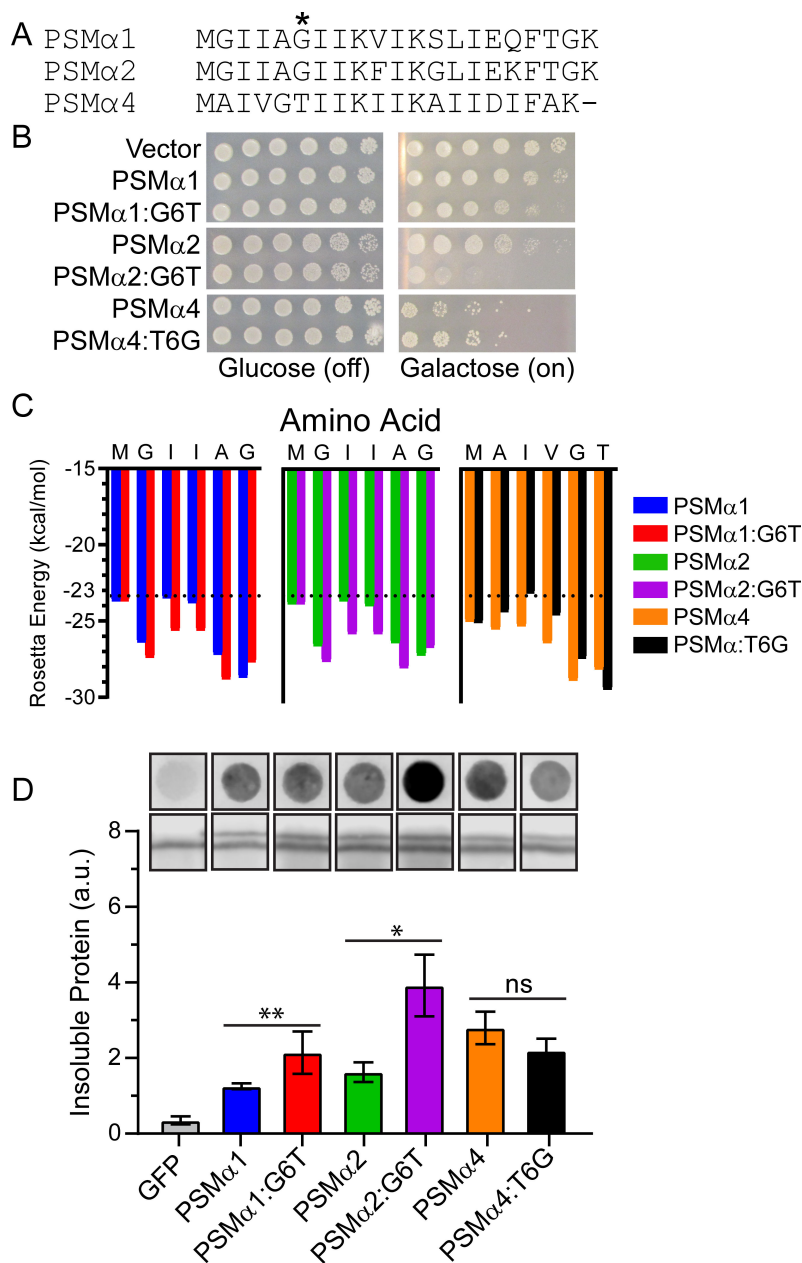 *
A PSMα1 MGIIAGIIKVIKSLIEQFTGK
PSMα2 MGIIAGIIKFIKGLIEKFTGK
PSMα4 MAIVGTIIKIIKAIIDIFAK-
B
Vector
PSMα1
PSMα1:G6T
PSMα2
PSMα2:G6T
PSMα4
PSMα4:T6G
Glucose (off) Galactose (on)
C
Amino Acid
M G I I A G M G I I A G M A I V G T
Rosetta Energy (kcal/mol)
-15
-20
-23
-25
-30
PSMα1
PSMα1:G6T
PSMα2
PSMα2:G6T
PSMα4
PSMα:T6G
D
Insoluble Protein (a.u.)
8
6
4
2
0
** * ns
GFP PSMα1 PSMα1:G6T PSMα2 PSMα2:G6T PSMα4 PSMα4:T6G